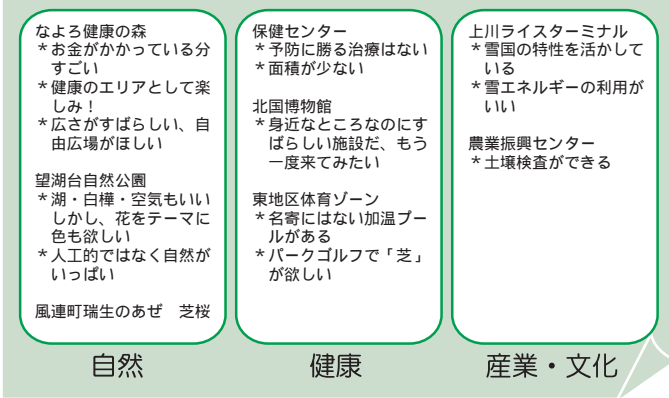 なよろ健康の森
＊お金がかかっている分
すごい
＊健康のエリアとして楽
しみ！
＊広さがすばらしい、自
由広場がほしい
望湖台自然公園
＊湖・白樺・空気もいい
しかし、花をテーマに
色も欲しい
＊人工的ではなく自然が
いっぱい
風連町瑞生のあぜ　芝桜
自然
保健センター
＊予防に勝る治療はない
＊面積が少ない
北国博物館
＊身近なところなのにす
ばらしい施設だ、もう
一度来てみたい
東地区体育ゾーン
＊名寄にはない加温プー
ルがある
＊パークゴルフで「芝」
が欲しい
健康
上川ライスターミナル
＊雪国の特性を活かして
いる
＊雪エネルギーの利用が
いい
農業振興センター
＊土壌検査ができる
産業・文化